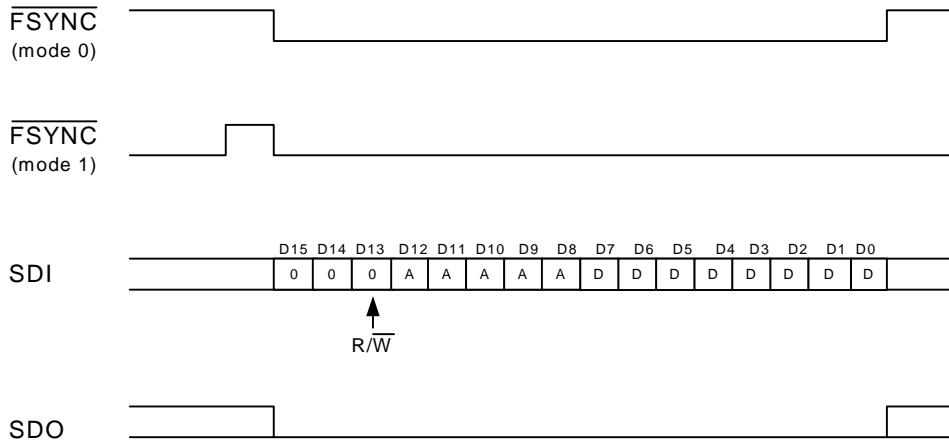 FSYNC
(mode 0)
FSYNC
(mode 1)
D15 D14 D13 D12 D11 D10 D9 D8 D7 D6 D5 D4 D3 D2 D1 D0
SDI 0 0 0 A A A A A D D D D D D D D
R/W
SDO